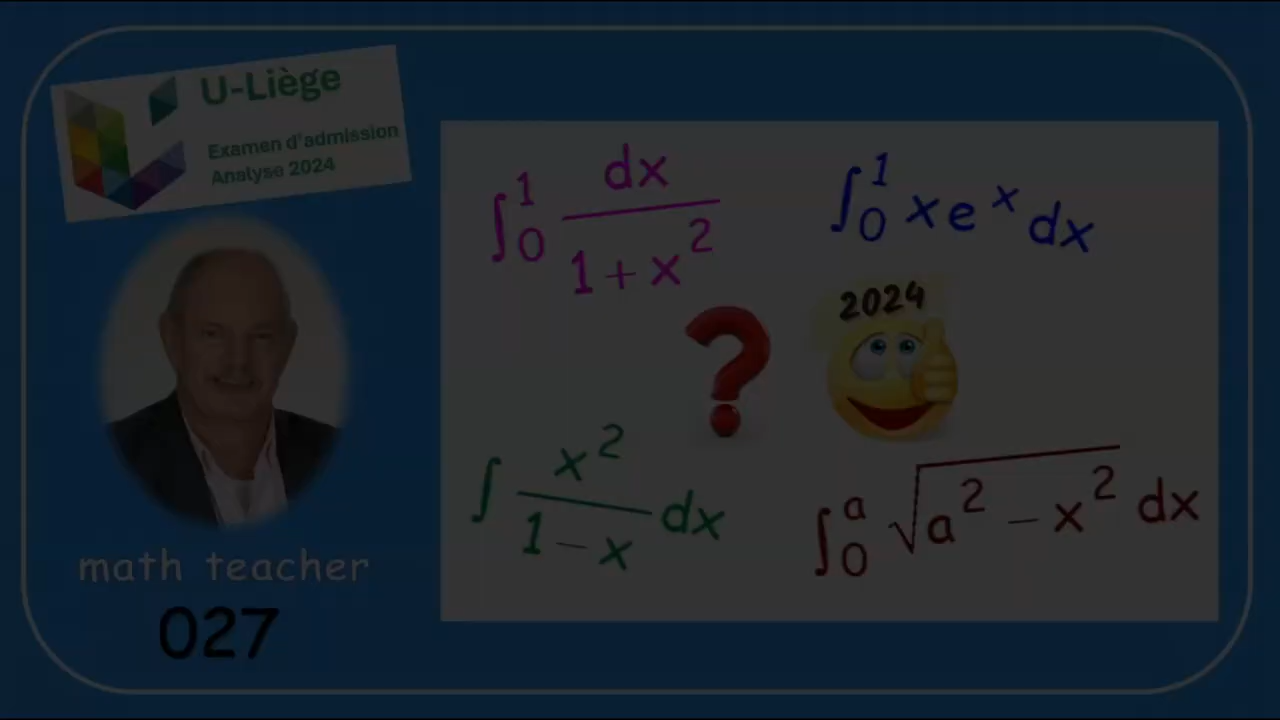 U-Liège
Examen d'admission
Analyse 2024
∫₀¹ dx / (1 + x²)
∫₀¹ x eˣ dx
2024
?
∫ x² / (1 − x) dx
∫₀ᵃ √(a² − x²) dx
math teacher
027